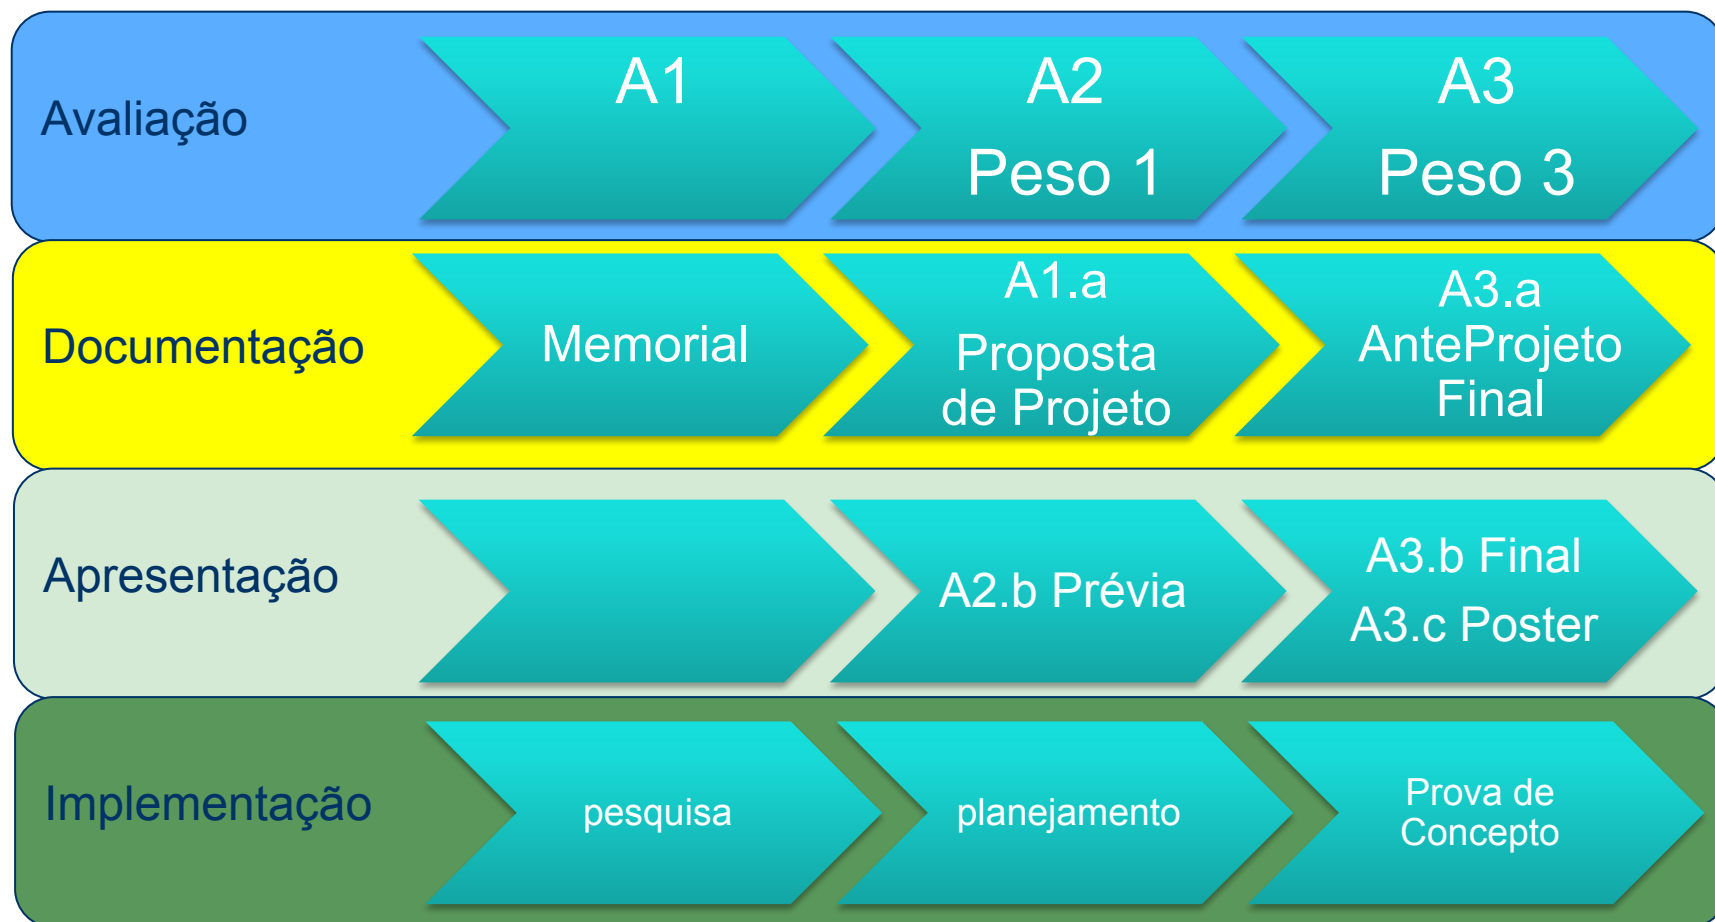 Avaliação
A1
A2
Peso 1
A3
Peso 3
Documentação
Memorial
A1.a
Proposta
de Projeto
A3.a
AnteProjeto
Final
Apresentação
A2.b Prévia
A3.b Final
A3.c Poster
Implementação
pesquisa
planejamento
Prova de
Concepto